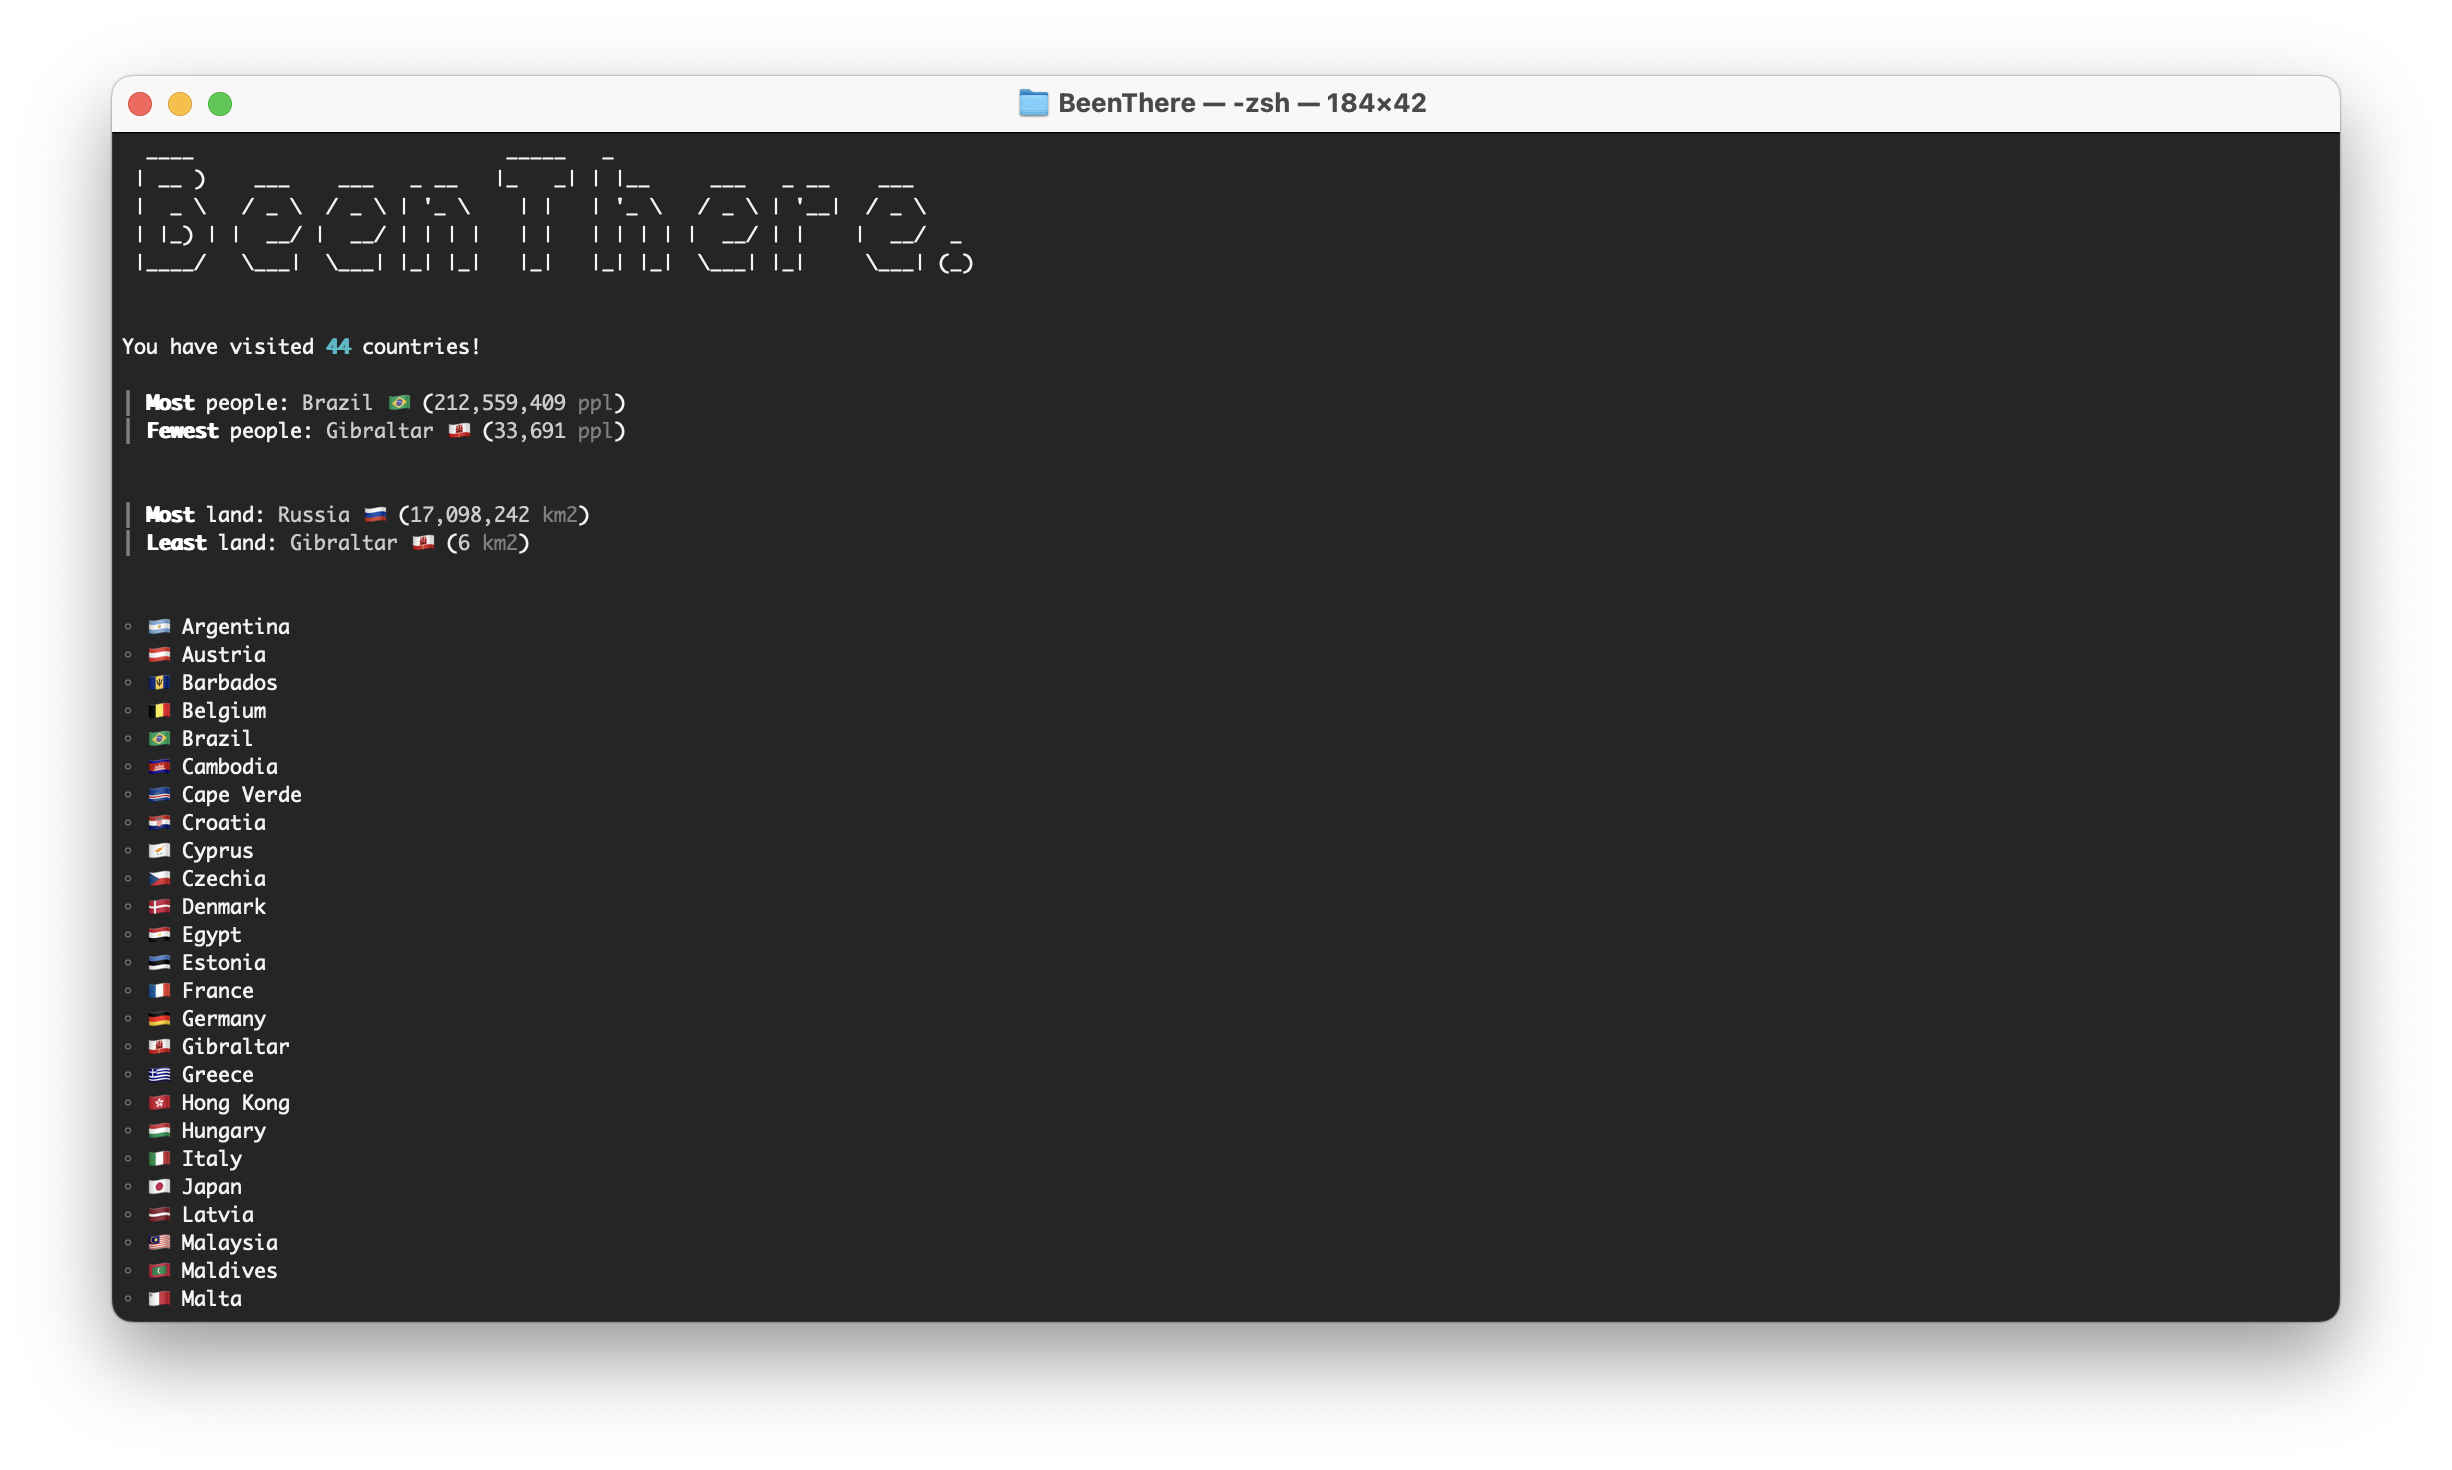 BeenThere — -zsh — 184×42
BeenThere.
You have visited 44 countries!
Most people: Brazil 🇧🇷 (212,559,409 ppl)
Fewest people: Gibraltar 🇬🇮 (33,691 ppl)
Most land: Russia 🇷🇺 (17,098,242 km2)
Least land: Gibraltar 🇬🇮 (6 km2)
◦ 🇦🇷 Argentina
◦ 🇦🇹 Austria
◦ 🇧🇧 Barbados
◦ 🇧🇪 Belgium
◦ 🇧🇷 Brazil
◦ 🇰🇭 Cambodia
◦ 🇨🇻 Cape Verde
◦ 🇭🇷 Croatia
◦ 🇨🇾 Cyprus
◦ 🇨🇿 Czechia
◦ 🇩🇰 Denmark
◦ 🇪🇬 Egypt
◦ 🇪🇪 Estonia
◦ 🇫🇷 France
◦ 🇩🇪 Germany
◦ 🇬🇮 Gibraltar
◦ 🇬🇷 Greece
◦ 🇭🇰 Hong Kong
◦ 🇭🇺 Hungary
◦ 🇮🇹 Italy
◦ 🇯🇵 Japan
◦ 🇱🇻 Latvia
◦ 🇲🇾 Malaysia
◦ 🇲🇻 Maldives
◦ 🇲🇹 Malta